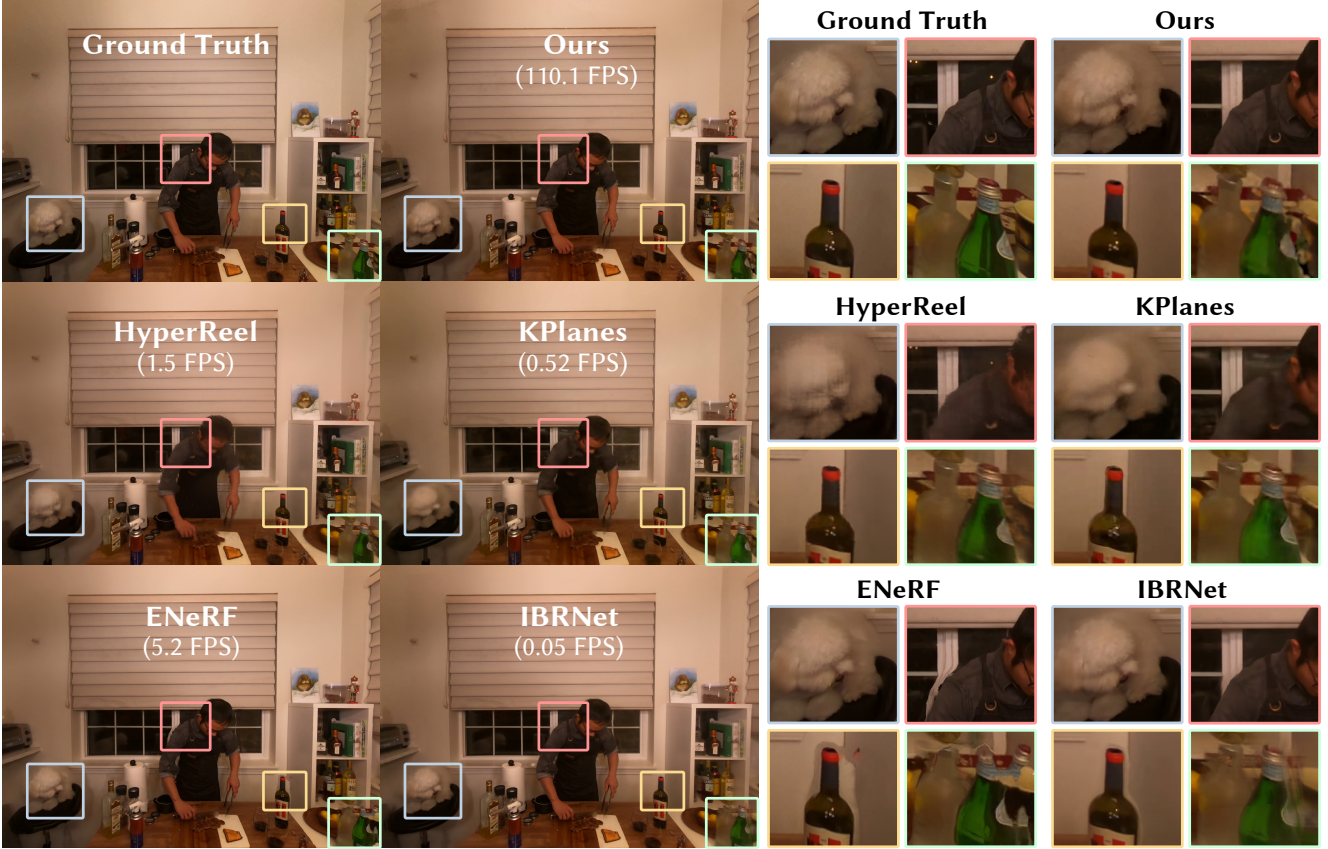 Ground Truth
Ours
(110.1 FPS)
Ground Truth
Ours
HyperReel
(1.5 FPS)
KPlanes
(0.52 FPS)
HyperReel
KPlanes
ENeRF
(5.2 FPS)
IBRNet
(0.05 FPS)
ENeRF
IBRNet